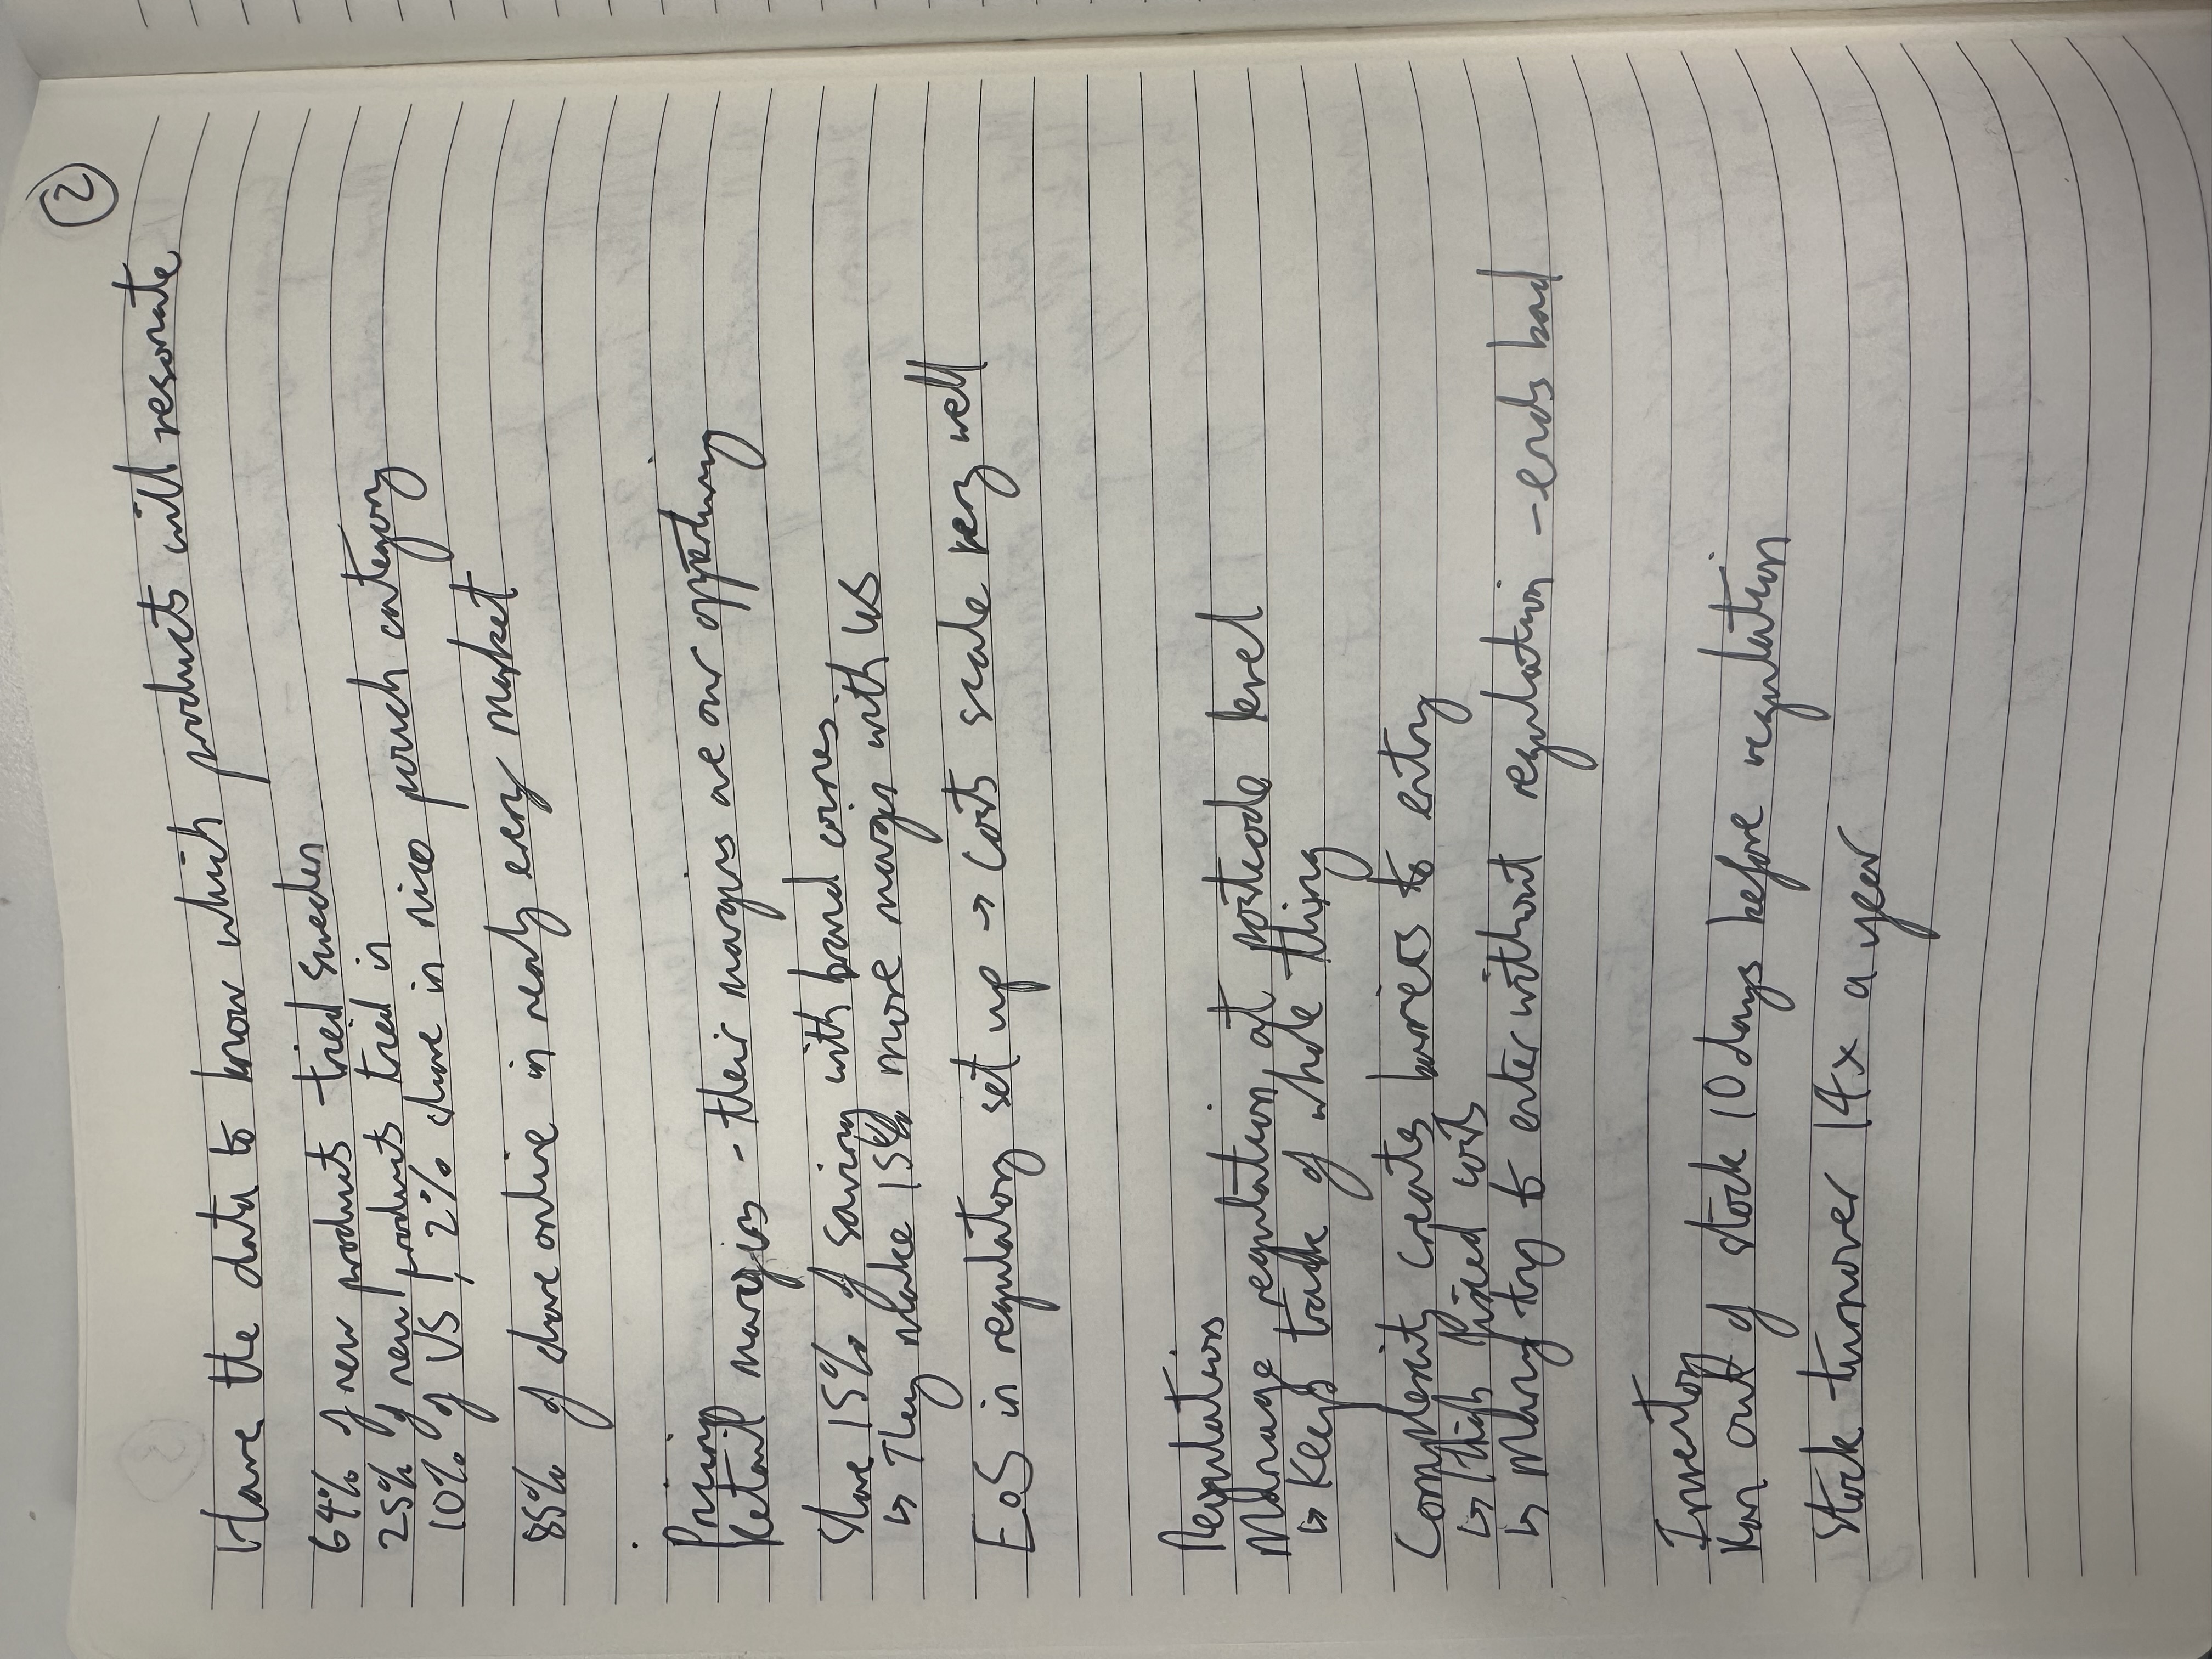 2
Have the data to know which products will resonate
64% of new products tried Sweden
25% of new products tried in
10% of US, 2% share in nico pouch category
85% of share online in nearly every market
Pricing
Retail margins - their margins are our opportunity
Share 15% of saving with brand owners.
↳ They make 15% more margin with us
EoS in regulatory set up → costs scale very well
Regulations
Manage regulation at postcode level
↳ Keeps track of whole thing
Complexity creates barriers to entry
↳ High fixed costs
↳ Many try to enter without regulation - ends bad
Inventory
Ran out of stock 10 days before regulation
Stock turnover 14x a year